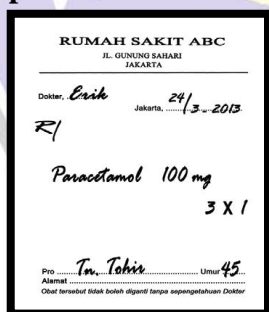 RUMAH SAKIT ABC
JL. GUNUNG SAHARI
JAKARTA
Dokter, Erik
Jakarta, 24/3 2013
R/
Paracetamol 100 mg
3 X 1
Pro Tn. Tohir Umur 45
Alamat
Obat tersebut tidak boleh diganti tanpa sepengetahuan Dokter